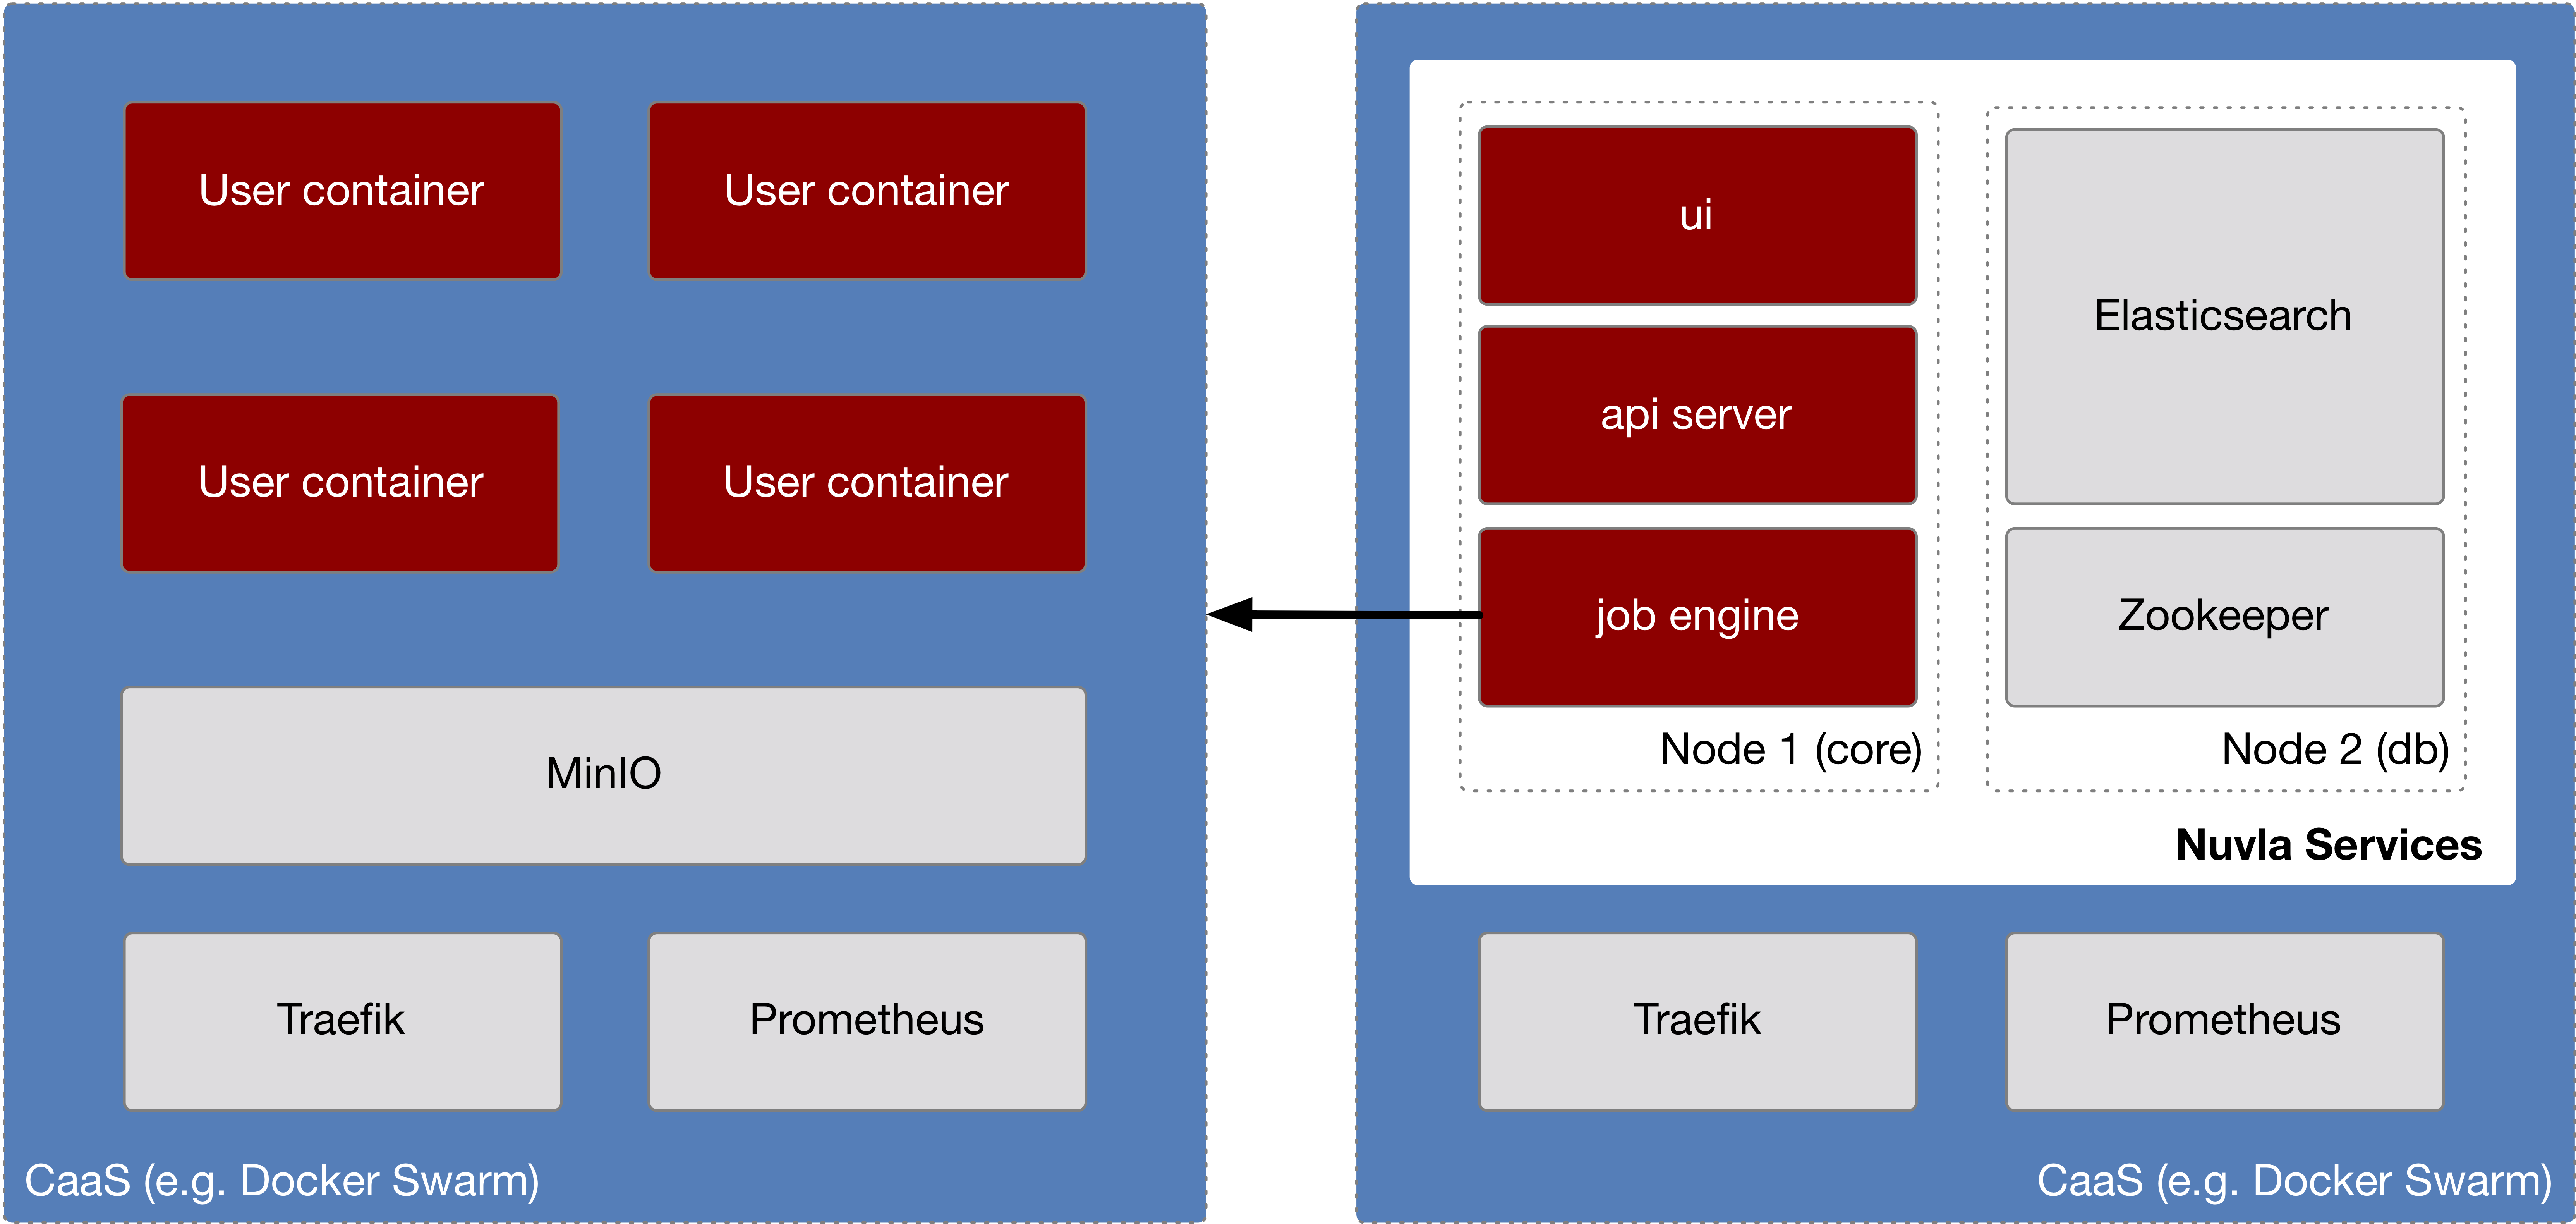 User container
User container
User container
User container
MinIO
Traefik
Prometheus
CaaS (e.g. Docker Swarm)
ui
api server
job engine
Node 1 (core)
Elasticsearch
Zookeeper
Node 2 (db)
Nuvla Services
Traefik
Prometheus
CaaS (e.g. Docker Swarm)